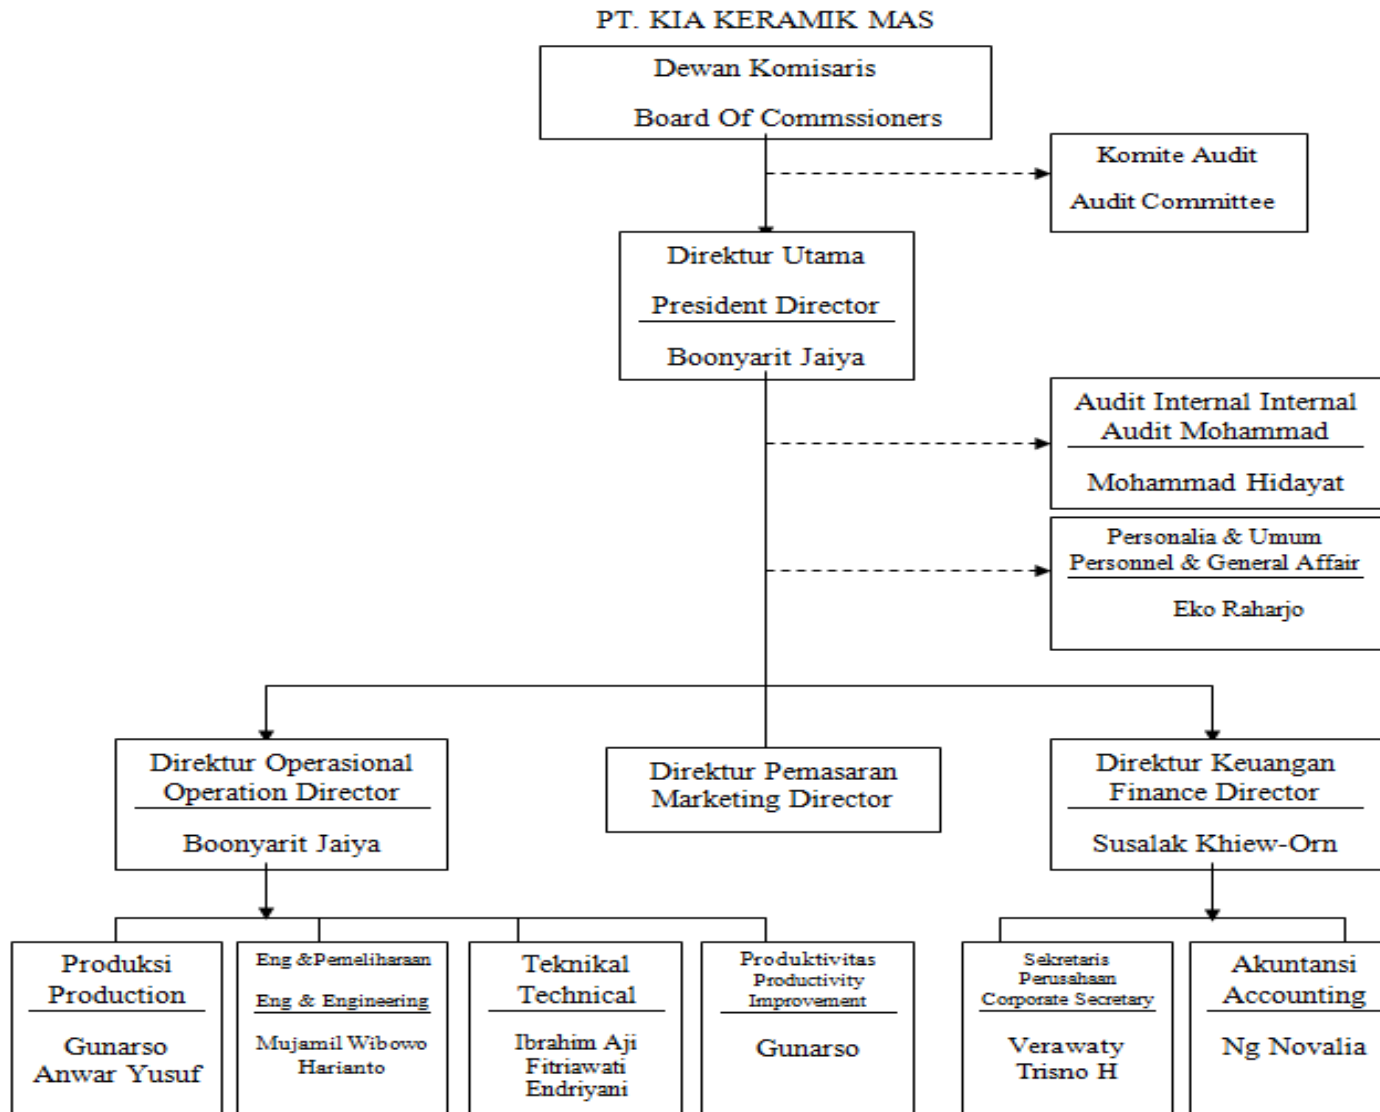 PT. KIA KERAMIK MAS
Dewan Komisaris
Board Of Commssioners
Komite Audit
Audit Committee
Direktur Utama
President Director
Boonyarit Jaiya
Audit Internal Internal
Audit Mohammad
Mohammad Hidayat
Personalia & Umum
Personnel & General Affair
Eko Raharjo
Direktur Operasional
Operation Director
Boonyarit Jaiya
Direktur Pemasaran
Marketing Director
Direktur Keuangan
Finance Director
Susalak Khiew-Orn
Produksi
Production
Gunarso
Anwar Yusuf
Eng &Pemeliharaan
Eng & Engineering
Mujamil Wibowo
Harianto
Teknikal
Technical
Ibrahim Aji
Fitriawati
Endriyani
Produktivitas
Productivity
Improvement
Gunarso
Sekretaris
Perusahaan
Corporate Secretary
Verawaty
Trisno H
Akuntansi
Accounting
Ng Novalia